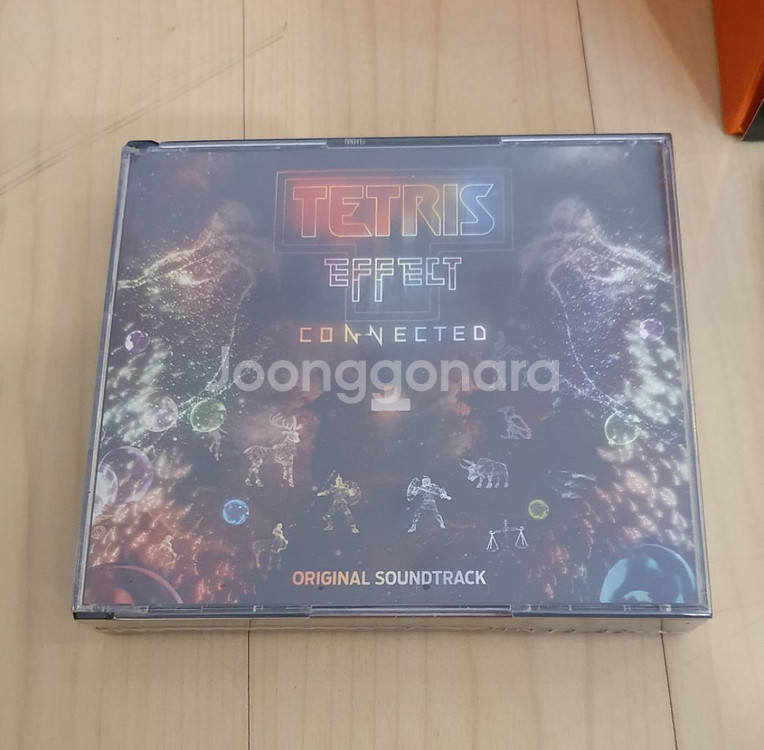 TETRIS
EFFECT
CONNECTED
Joonggonara
ORIGINAL SOUNDTRACK